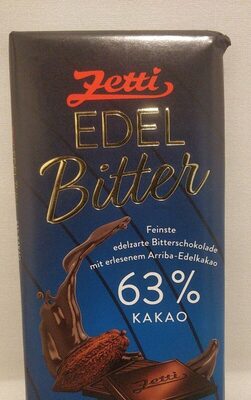 Zetti
EDEL
Bitter
Feinste
edelzarte Bitterschokolade
mit erlesenem Arriba-Edelkakao
63%
KAKAO
Zetti